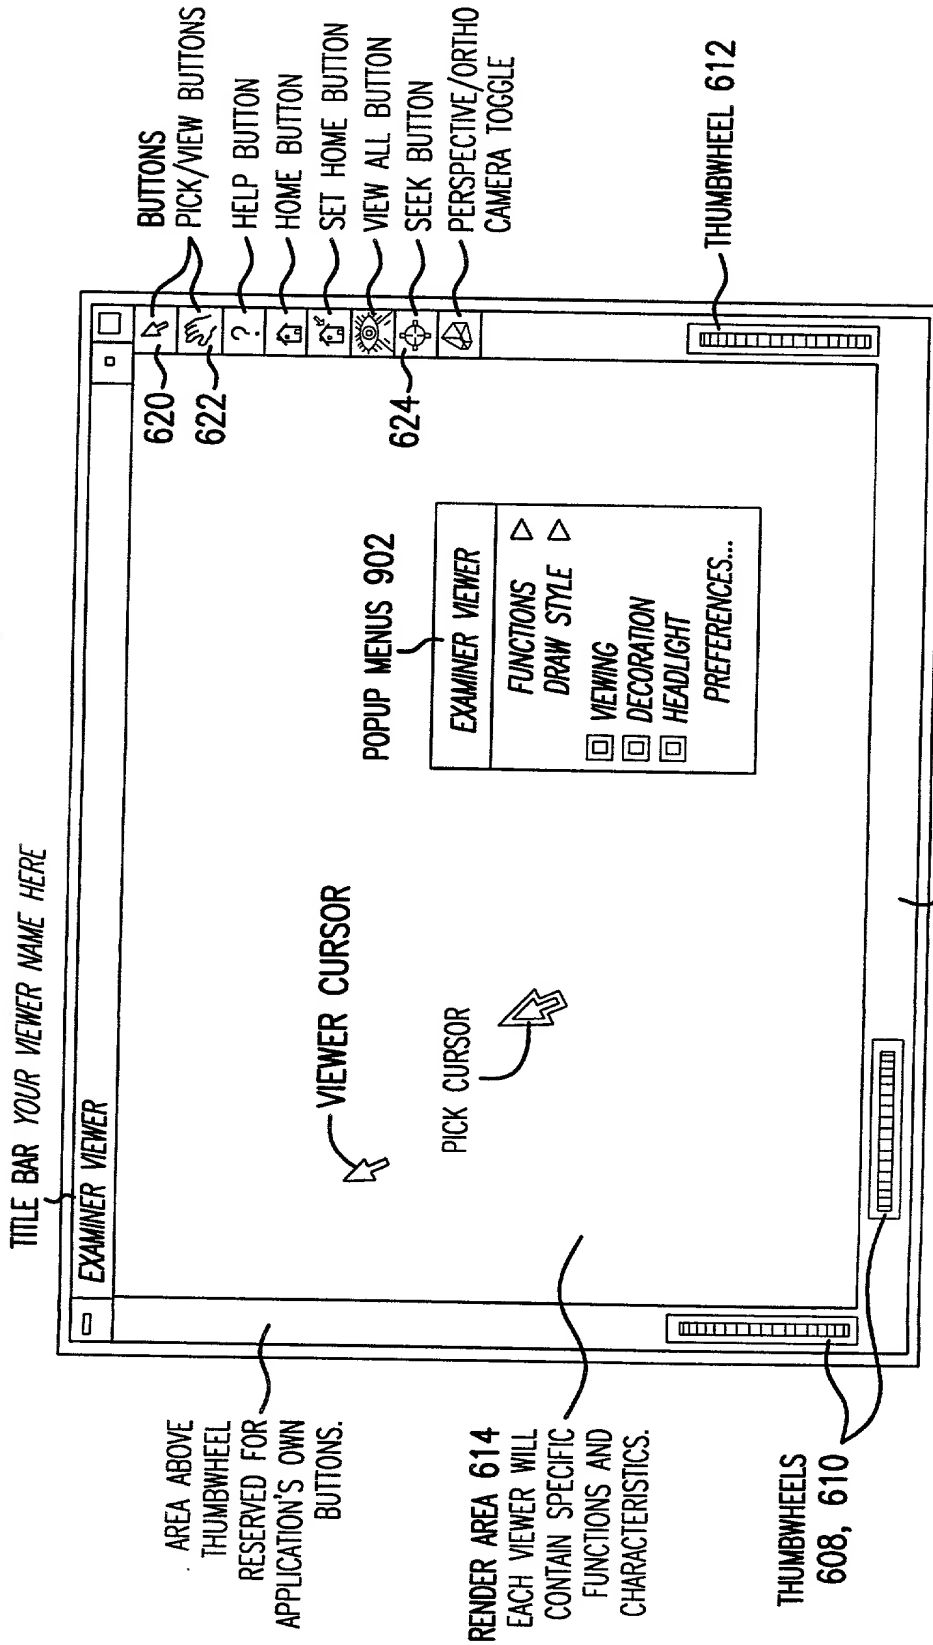 TITLE BAR YOUR VIEWER NAME HERE
EXAMINER VIEWER
BUTTONS
PICK/VIEW BUTTONS
HELP BUTTON
HOME BUTTON
SET HOME BUTTON
VIEW ALL BUTTON
SEEK BUTTON
PERSPECTIVE/ORTHO
CAMERA TOGGLE
620
622
?
624
THUMBWHEEL 612
POPUP MENUS 902
EXAMINER VIEWER
FUNCTIONS
DRAW STYLE
VIEWING
DECORATION
HEADLIGHT
PREFERENCES...
VIEWER CURSOR
PICK CURSOR
AREA ABOVE
THUMBWHEEL
RESERVED FOR
APPLICATION'S OWN
BUTTONS.
RENDER AREA 614
EACH VIEWER WILL
CONTAIN SPECIFIC
FUNCTIONS AND
CHARACTERISTICS.
THUMBWHEELS
608, 610